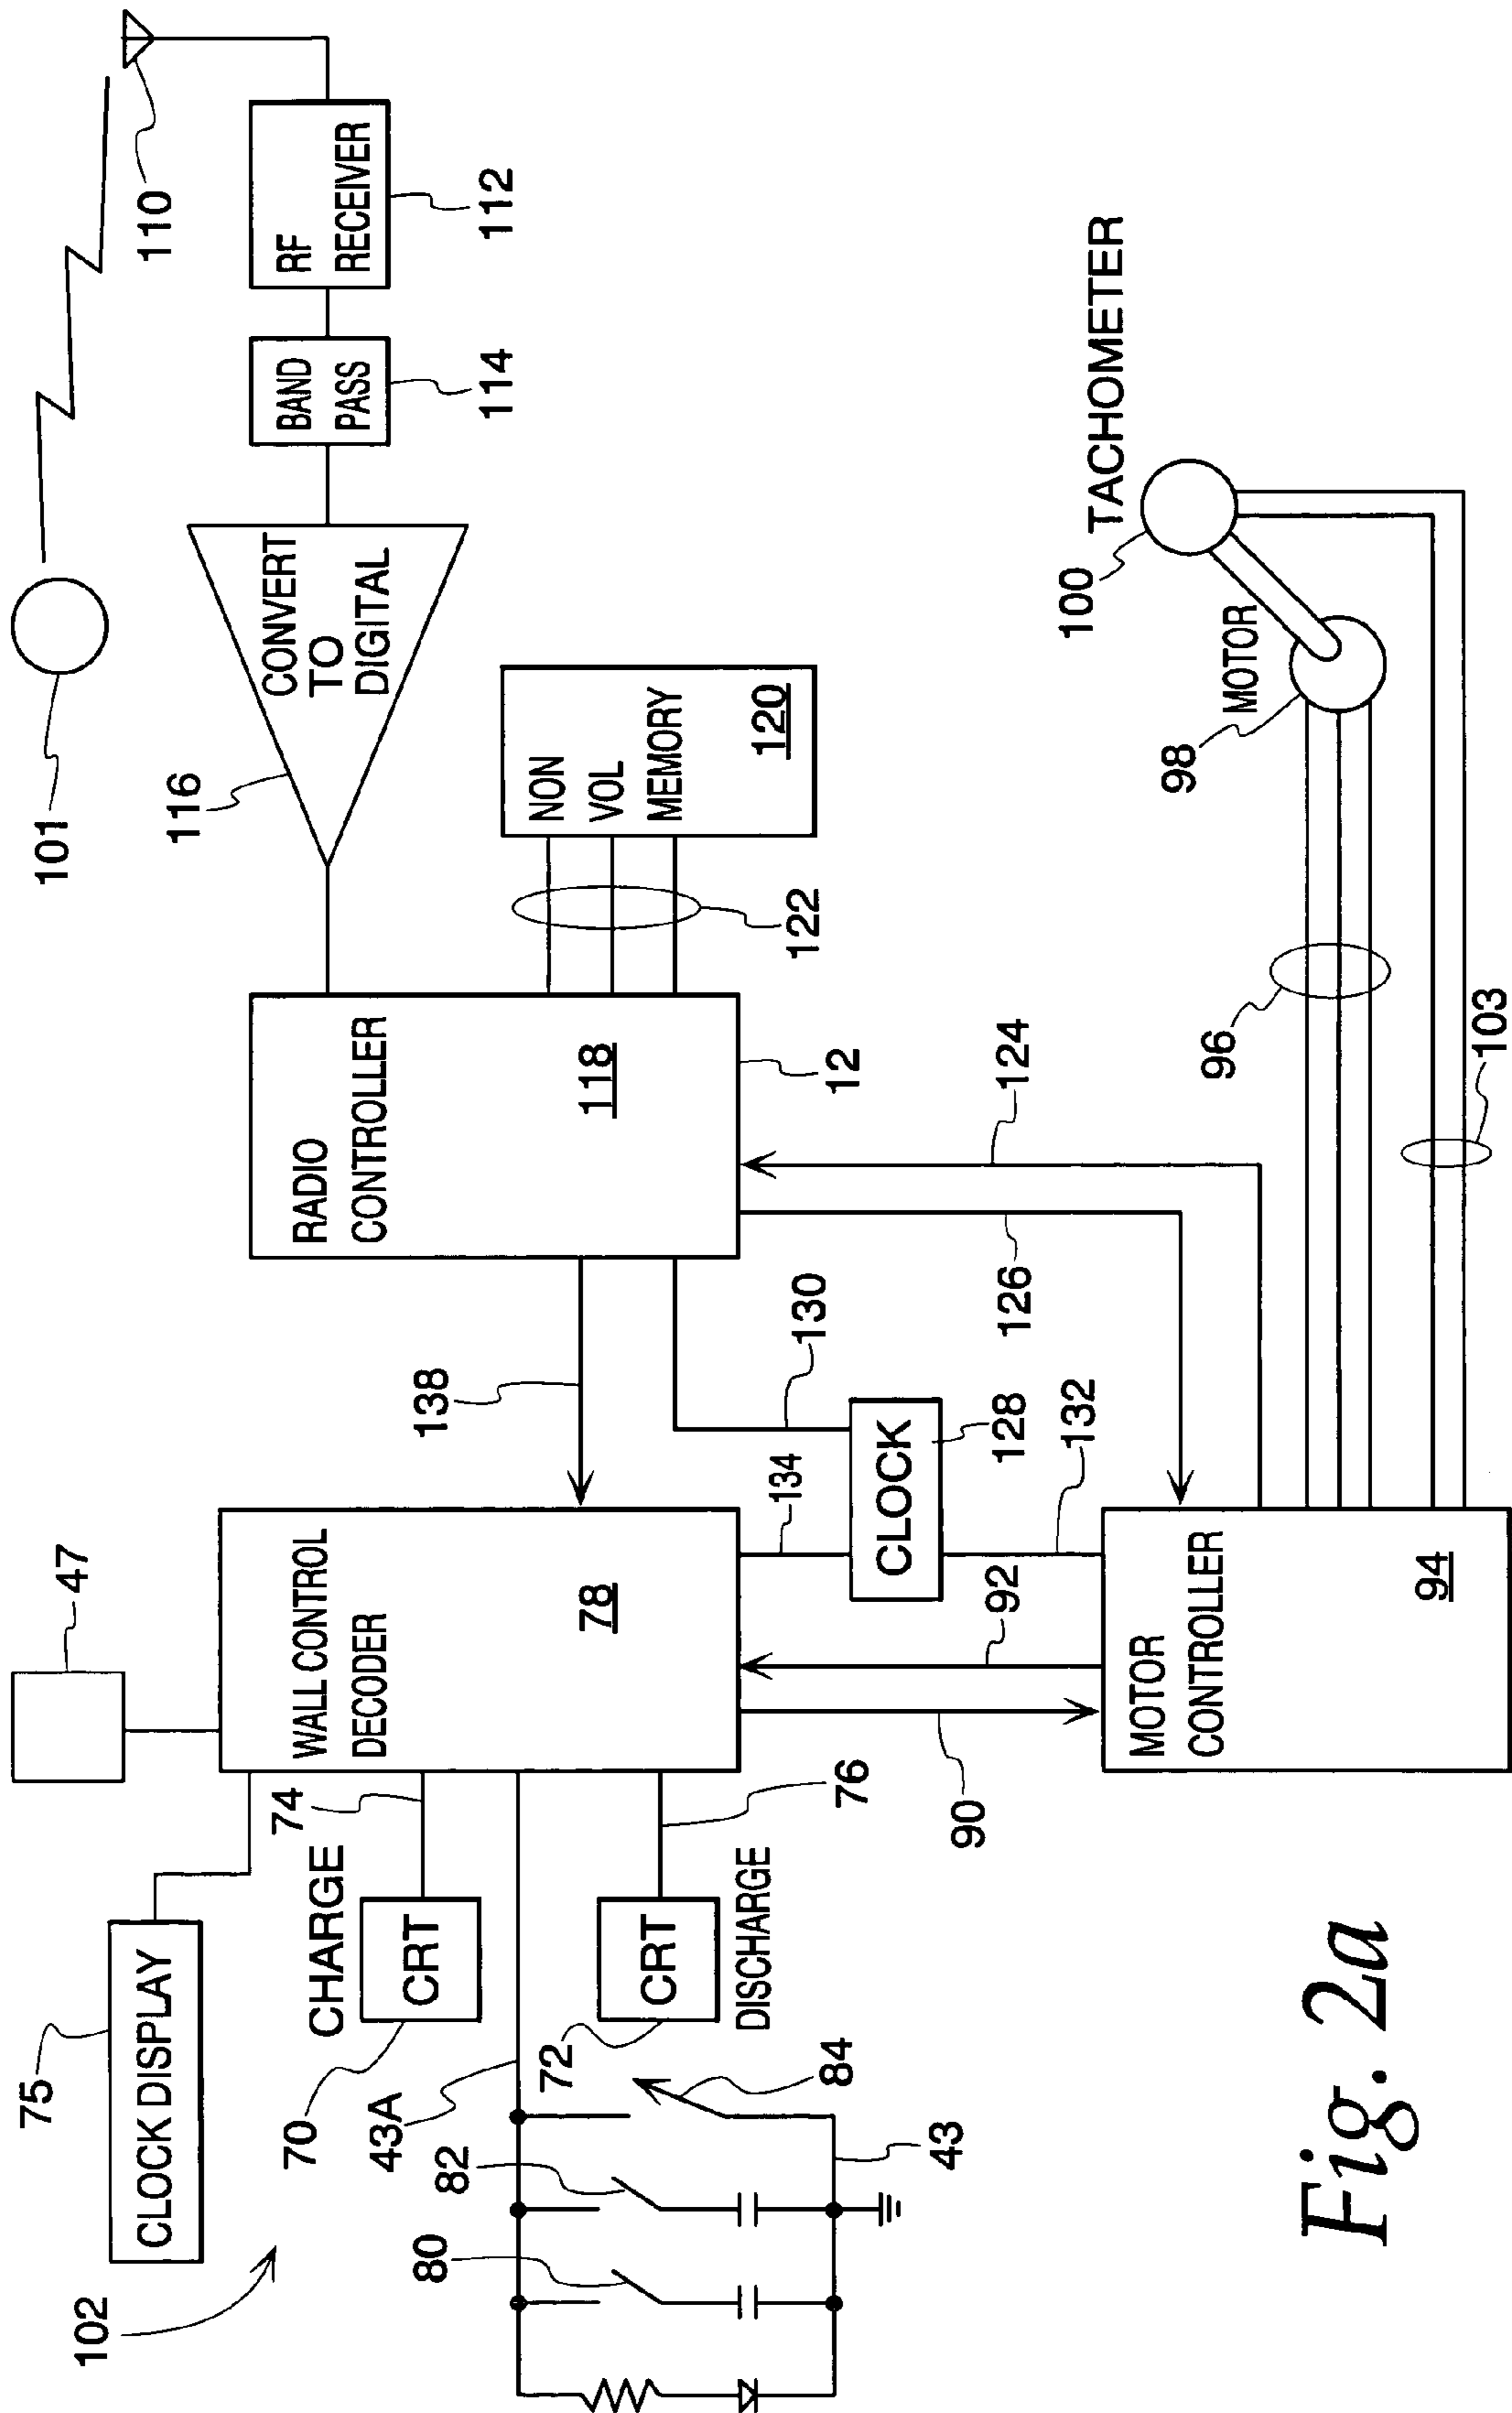 101
110
RF
RECEIVER
112
BAND
PASS
114
CONVERT
TO
DIGITAL
116
NON
VOL
MEMORY
120
122
RADIO
CONTROLLER
118
12
124
126
138
130
CLOCK
128
134
132
47
WALL CONTROL
DECODER
78
92
90
75
CLOCK DISPLAY
CHARGE
74
CRT
70
76
CRT
72
DISCHARGE
43A
84
82
80
43
102
MOTOR
CONTROLLER
94
96
103
MOTOR
98
TACHOMETER
100
Fig. 2a